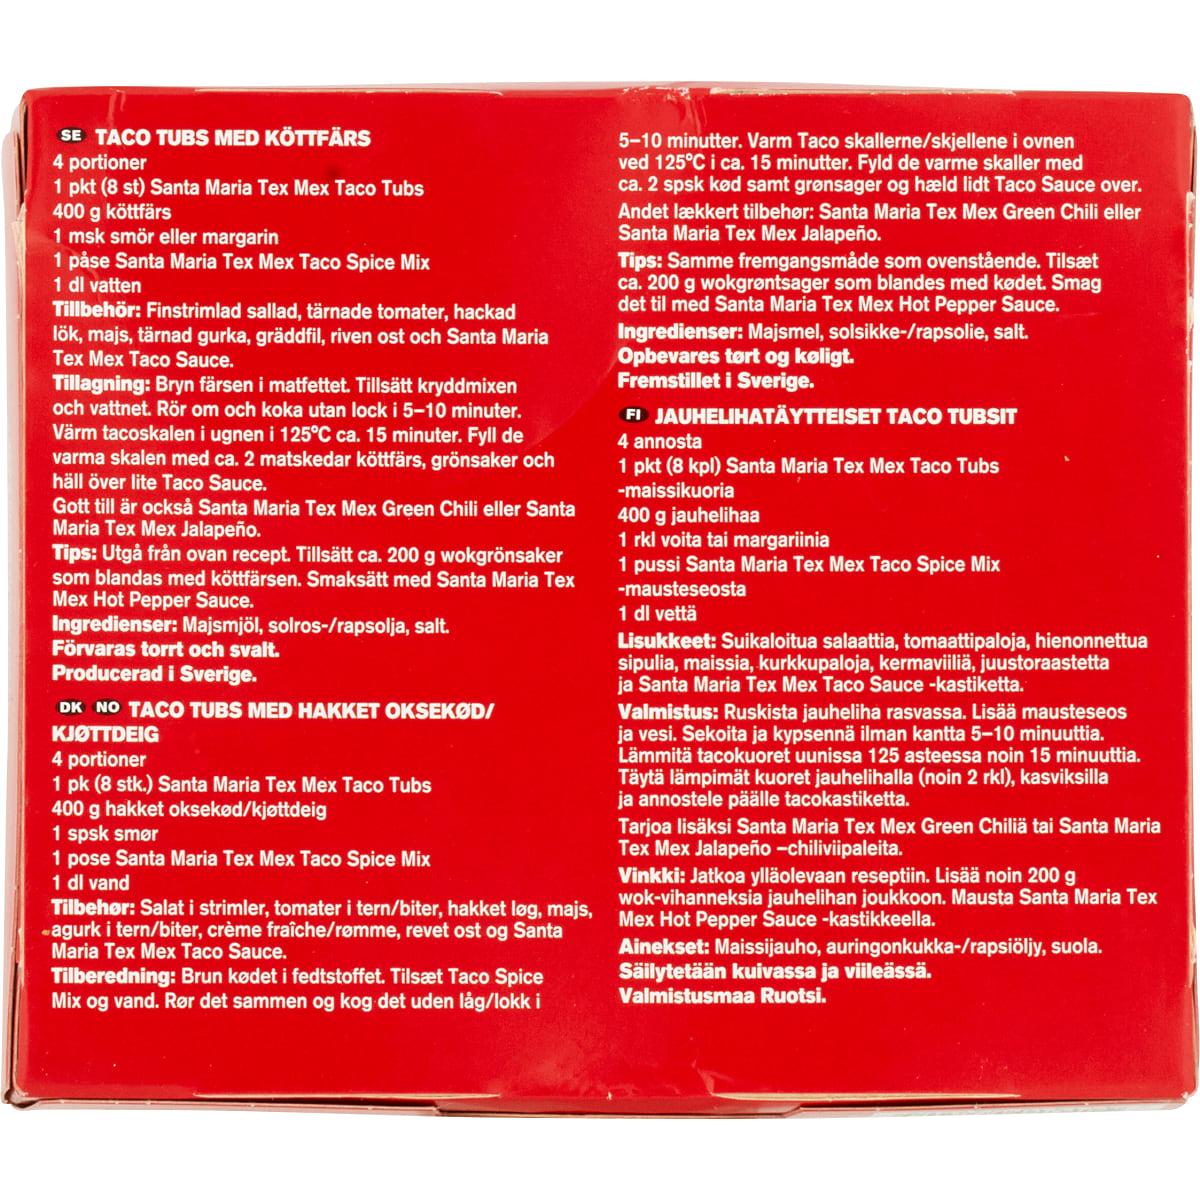 SE TACO TUBS MED KÖTTFÄRS
4 portioner
1 pkt (8 st) Santa Maria Tex Mex Taco Tubs
400 g köttfärs
1 msk smör eller margarin
1 påse Santa Maria Tex Mex Taco Spice Mix
1 dl vatten
Tillbehör: Finstrimlad sallad, tärnade tomater, hackad
lök, majs, tärnad gurka, gräddfil, riven ost och Santa Maria
Tex Mex Taco Sauce.
Tillagning: Bryn färsen i matfettet. Tillsätt kryddmixen
och vattnet. Rör om och koka utan lock i 5–10 minuter.
Värm tacoskalen i ugnen i 125°C ca. 15 minuter. Fyll de
varma skalen med ca. 2 matskedar köttfärs, grönsaker och
häll över lite Taco Sauce.
Gott till är också Santa Maria Tex Mex Green Chili eller Santa
Maria Tex Mex Jalapeño.
Tips: Utgå från ovan recept. Tillsätt ca. 200 g wokgrönsaker
som blandas med köttfärsen. Smaksätt med Santa Maria Tex
Mex Hot Pepper Sauce.
Ingredienser: Majsmjöl, solros-/rapsolja, salt.
Förvaras torrt och svalt.
Producerad i Sverige.
DK NO TACO TUBS MED HAKKET OKSEKØD/
KJØTTDEIG
4 portioner
1 pk (8 stk.) Santa Maria Tex Mex Taco Tubs
400 g hakket oksekød/kjøttdeig
1 spsk smør
1 pose Santa Maria Tex Mex Taco Spice Mix
1 dl vand
Tilbehør: Salat i strimler, tomater i tern/biter, hakket løg, majs,
agurk i tern/biter, crème fraîche/rømme, revet ost og Santa
Maria Tex Mex Taco Sauce.
Tilberedning: Brun kødet i fedtstoffet. Tilsæt Taco Spice
Mix og vand. Rør det sammen og kog det uden låg/lokk i
5–10 minutter. Varm Taco skallerne/skjellene i ovnen
ved 125°C i ca. 15 minutter. Fyld de varme skaller med
ca. 2 spsk kød samt grønsager og hæld lidt Taco Sauce over.
Andet lækkert tilbehør: Santa Maria Tex Mex Green Chili eller
Santa Maria Tex Mex Jalapeño.
Tips: Samme fremgangsmåde som ovenstående. Tilsæt
ca. 200 g wokgrøntsager som blandes med kødet. Smag
det til med Santa Maria Tex Mex Hot Pepper Sauce.
Ingredienser: Majsmel, solsikke-/rapsolie, salt.
Opbevares tørt og køligt.
Fremstillet i Sverige.
FI JAUHELIHATÄYTTEISET TACO TUBSIT
4 annosta
1 pkt (8 kpl) Santa Maria Tex Mex Taco Tubs
-maissikuoria
400 g jauhelihaa
1 rkl voita tai margariinia
1 pussi Santa Maria Tex Mex Taco Spice Mix
-mausteseosta
1 dl vettä
Lisukkeet: Suikaloitua salaattia, tomaattipaloja, hienonnettua
sipulia, maissia, kurkkupaloja, kermaviiliä, juustoraastetta
ja Santa Maria Tex Mex Taco Sauce -kastiketta.
Valmistus: Ruskista jauheliha rasvassa. Lisää mausteseos
ja vesi. Sekoita ja kypsennä ilman kantta 5–10 minuuttia.
Lämmitä tacokuoret uunissa 125 asteessa noin 15 minuuttia.
Täytä lämpimät kuoret jauhelihalla (noin 2 rkl), kasviksilla
ja annostele päälle tacokastiketta.
Tarjoa lisäksi Santa Maria Tex Mex Green Chiliä tai Santa Maria
Tex Mex Jalapeño –chiliviipaleita.
Vinkki: Jatkoa ylläolevaan reseptiin. Lisää noin 200 g
wok-vihanneksia jauhelihan joukkoon. Mausta Santa Maria Tex
Mex Hot Pepper Sauce -kastikkeella.
Ainekset: Maissijauho, auringonkukka-/rapsiöljy, suola.
Säilytetään kuivassa ja viileässä.
Valmistusmaa Ruotsi.